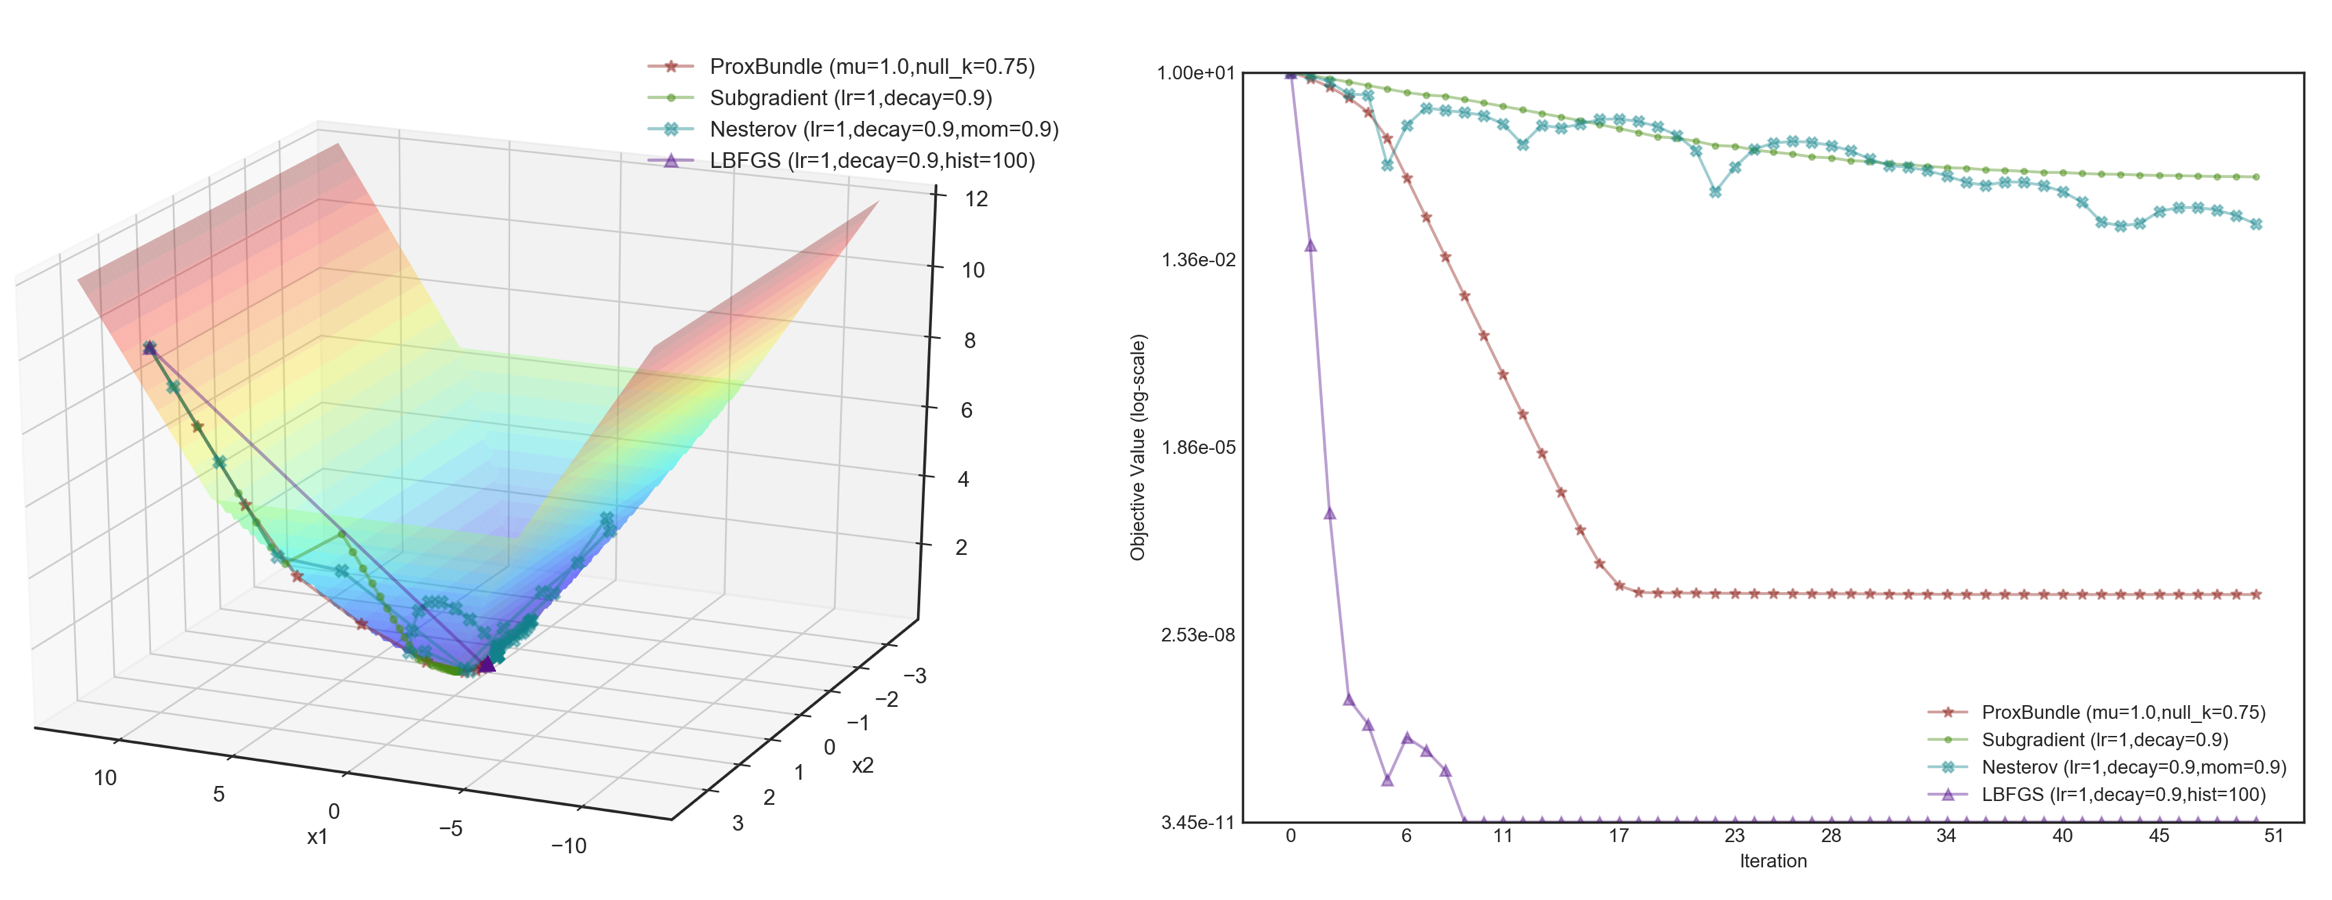 ProxBundle (mu=1.0,null_k=0.75)
Subgradient (lr=1,decay=0.9)
Nesterov (lr=1,decay=0.9,mom=0.9)
LBFGS (lr=1,decay=0.9,hist=100)
12
10
8
6
4
2
−3
−2
−1
0
1
2
3
x2
10
5
0
−5
−10
x1
1.00e+01
1.36e-02
1.86e-05
2.53e-08
3.45e-11
Objective Value (log-scale)
ProxBundle (mu=1.0,null_k=0.75)
Subgradient (lr=1,decay=0.9)
Nesterov (lr=1,decay=0.9,mom=0.9)
LBFGS (lr=1,decay=0.9,hist=100)
0 6 11 17 23 28 34 40 45 51
Iteration